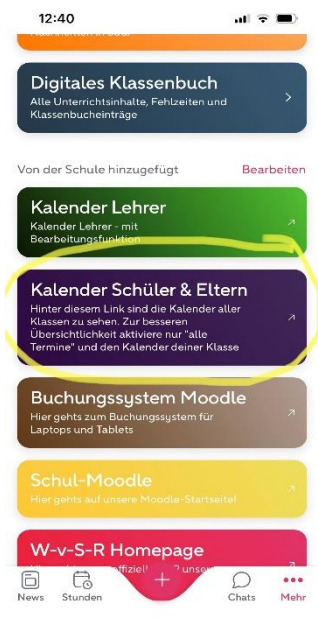 12:40
Digitales Klassenbuch
Alle Unterrichtsinhalte, Fehlzeiten und
Klassenbucheinträge
Von der Schule hinzugefügt
Bearbeiten
Kalender Lehrer
Kalender Lehrer - mit
Bearbeitungsfunktion
Kalender Schüler & Eltern
Hinter diesem Link sind die Kalender aller
Klassen zu sehen. Zur besseren
Übersichtlichkeit aktiviere nur "alle
Termine" und den Kalender deiner Klasse
Buchungssystem Moodle
Hier gehts zum Buchungssystem für
Laptops und Tablets
Schul-Moodle
Hier gehts auf unsere Moodle-Startseite!
W-v-S-R Homepage
News
Stunden
Chats
Mehr